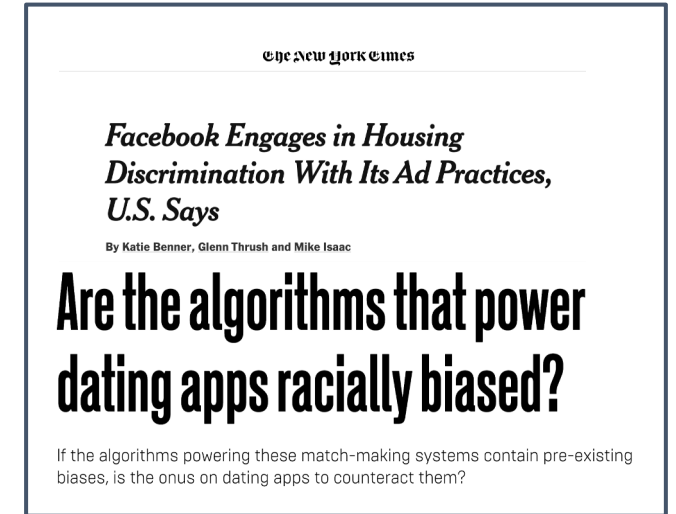 The New York Times
Facebook Engages in Housing
Discrimination With Its Ad Practices,
U.S. Says
By Katie Benner, Glenn Thrush and Mike Isaac
Are the algorithms that power
dating apps racially biased?
If the algorithms powering these match-making systems contain pre-existing
biases, is the onus on dating apps to counteract them?